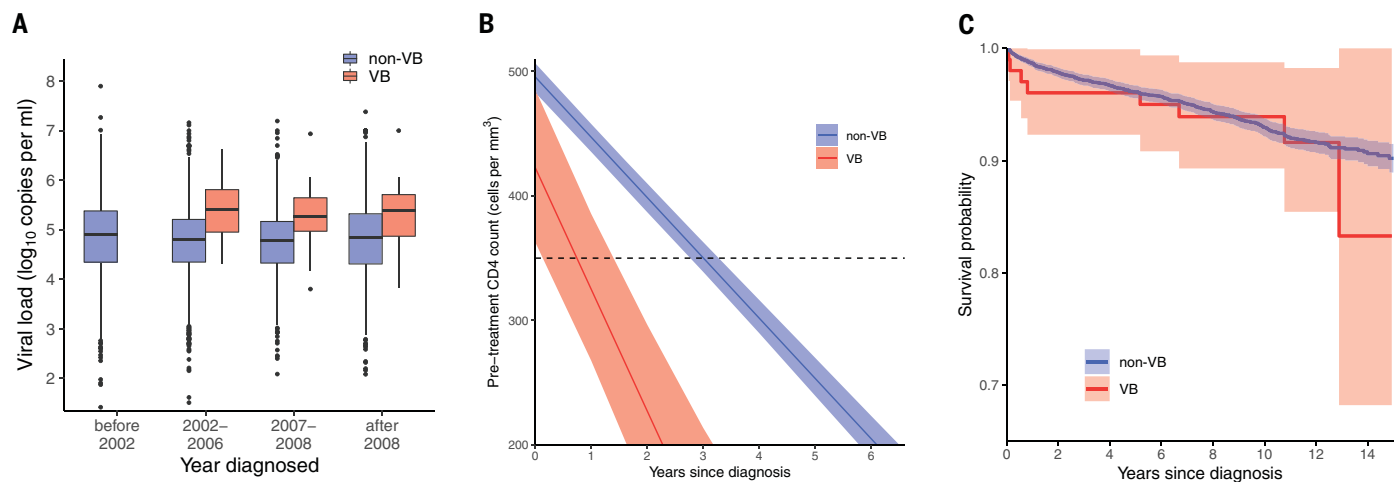 A
non-VB
VB
Viral load (log10 copies per ml)
8
7
6
5
4
3
2
before 2002
2002–2006
2007–2008
after 2008
Year diagnosed
B
Pre–treatment CD4 count (cells per mm3)
500
400
300
200
non-VB
VB
0 1 2 3 4 5 6
Years since diagnosis
C
Survival probability
1.0
0.9
0.8
0.7
non-VB
VB
0 2 4 6 8 10 12 14
Years since diagnosis